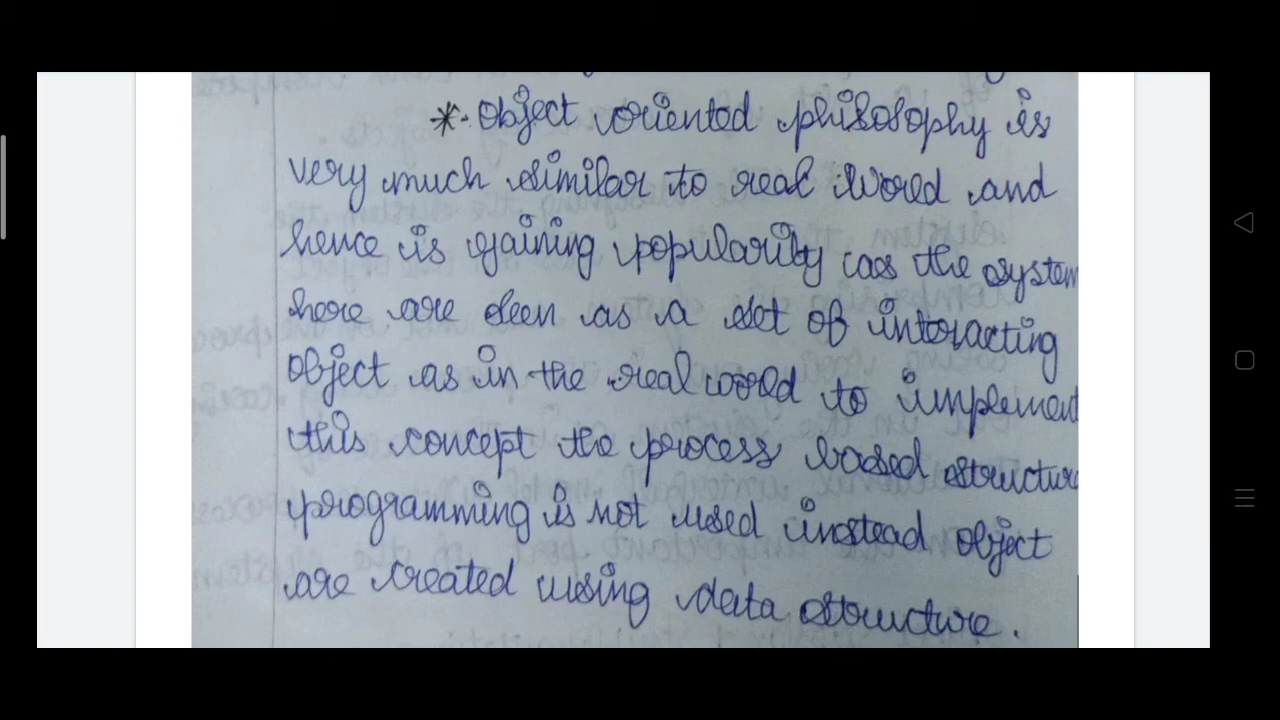 *. Object oriented philosophy is
very much similar to real world and
hence is gaining popularity as the system
here are seen as a set of interacting
object as in the real world to implement
this concept the process based structure
programming is not used instead object
are created using data structure.